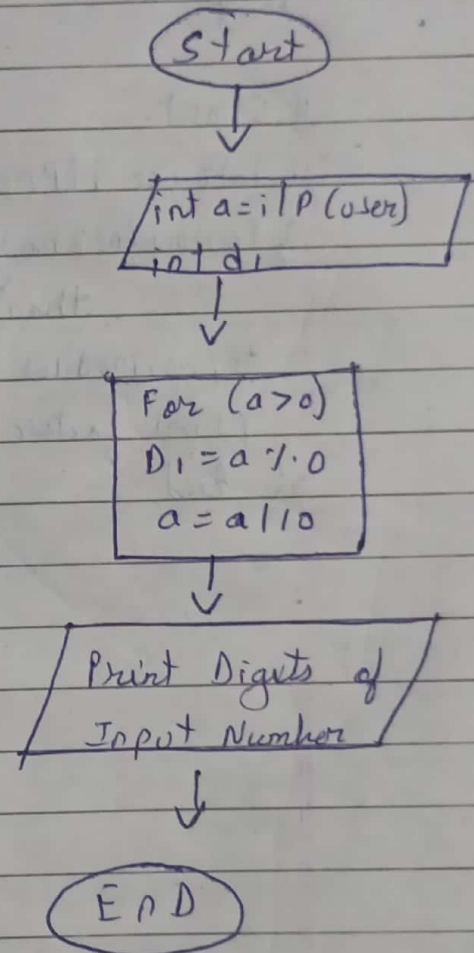 Start
int a = i/P (user)
int d1
For (a>0)
D1 = a %. 0
a = a / 10
Print Digits of
Input Number
EnD